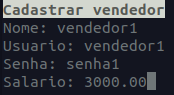 Cadastrar vendedor
Nome: vendedor1
Usuario: vendedor1
Senha: senha1
Salario: 3000.00